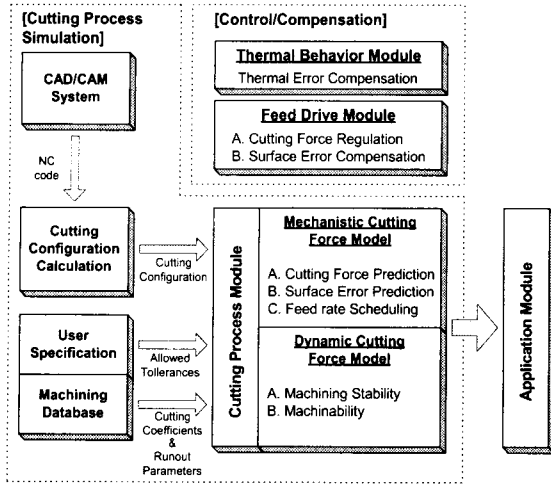 [Cutting Process
Simulation]
CAD/CAM
System
NC
code
Cutting
Configuration
Calculation
Cutting
Configuration
User
Specification
Allowed
Tollerances
Machining
Database
Cutting
Coefficients
&
Runout
Parameters
[Control/Compensation]
Thermal Behavior Module
Thermal Error Compensation
Feed Drive Module
A. Cutting Force Regulation
B. Surface Error Compensation
Cutting Process Module
Mechanistic Cutting
Force Model
A. Cutting Force Prediction
B. Surface Error Prediction
C. Feed rate Scheduling
Dynamic Cutting
Force Model
A. Machining Stability
B. Machinability
Application Module